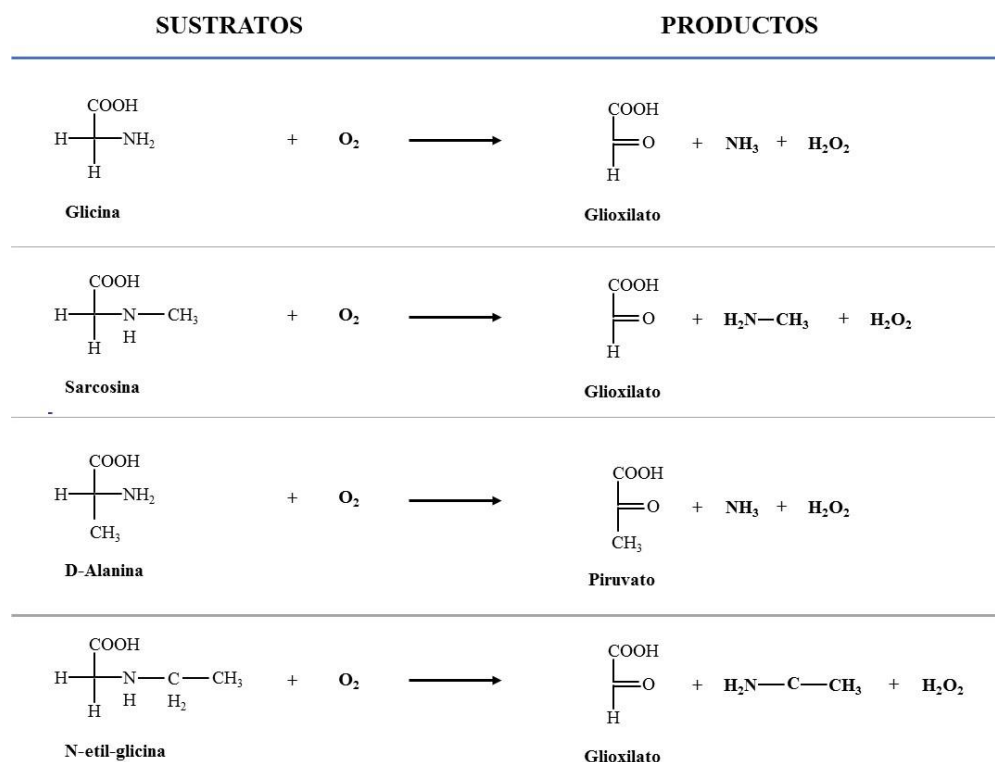 SUSTRATOS PRODUCTOS
COOH COOH
H NH₂ + O₂ O + NH₃ + H₂O₂
H H
Glicina Glioxilato
COOH COOH
H N CH₃ + O₂ O + H₂N—CH₃ + H₂O₂
H H H
Sarcosina Glioxilato
-
COOH COOH
H NH₂ + O₂ O + NH₃ + H₂O₂
CH₃ CH₃
D-Alanina Piruvato
COOH COOH
H N C CH₃ + O₂ O + H₂N—C—CH₃ + H₂O₂
H H H₂ H
N-etil-glicina Glioxilato